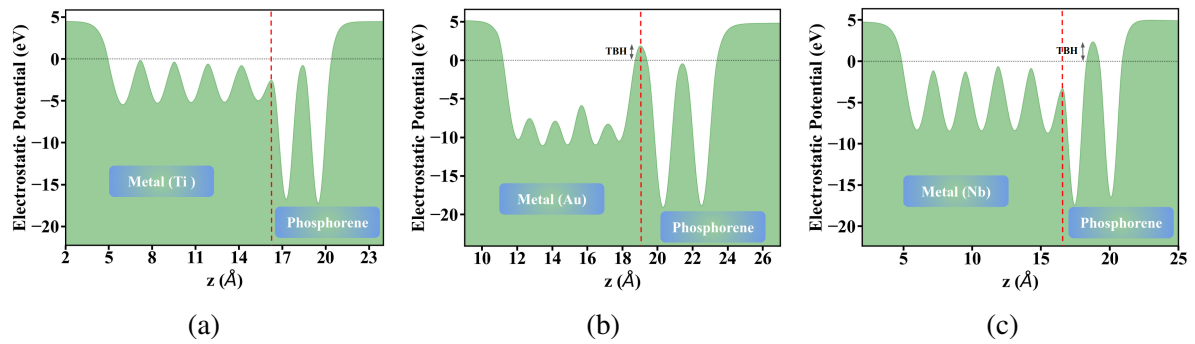 Electrostatic Potential (eV)
5
0
−5
−10
−15
−20
Metal (Ti )
Phosphorene
2
5
8
11
14
17
20
23
z (Å)
(a)
Electrostatic Potential (eV)
5
0
−5
−10
−15
−20
TBH
Metal (Au)
Phosphorene
10
12
14
16
18
20
22
24
26
z (Å)
(b)
Electrostatic Potential (eV)
5
0
−5
−10
−15
−20
TBH
Metal (Nb)
Phosphorene
5
10
15
20
25
z (Å)
(c)